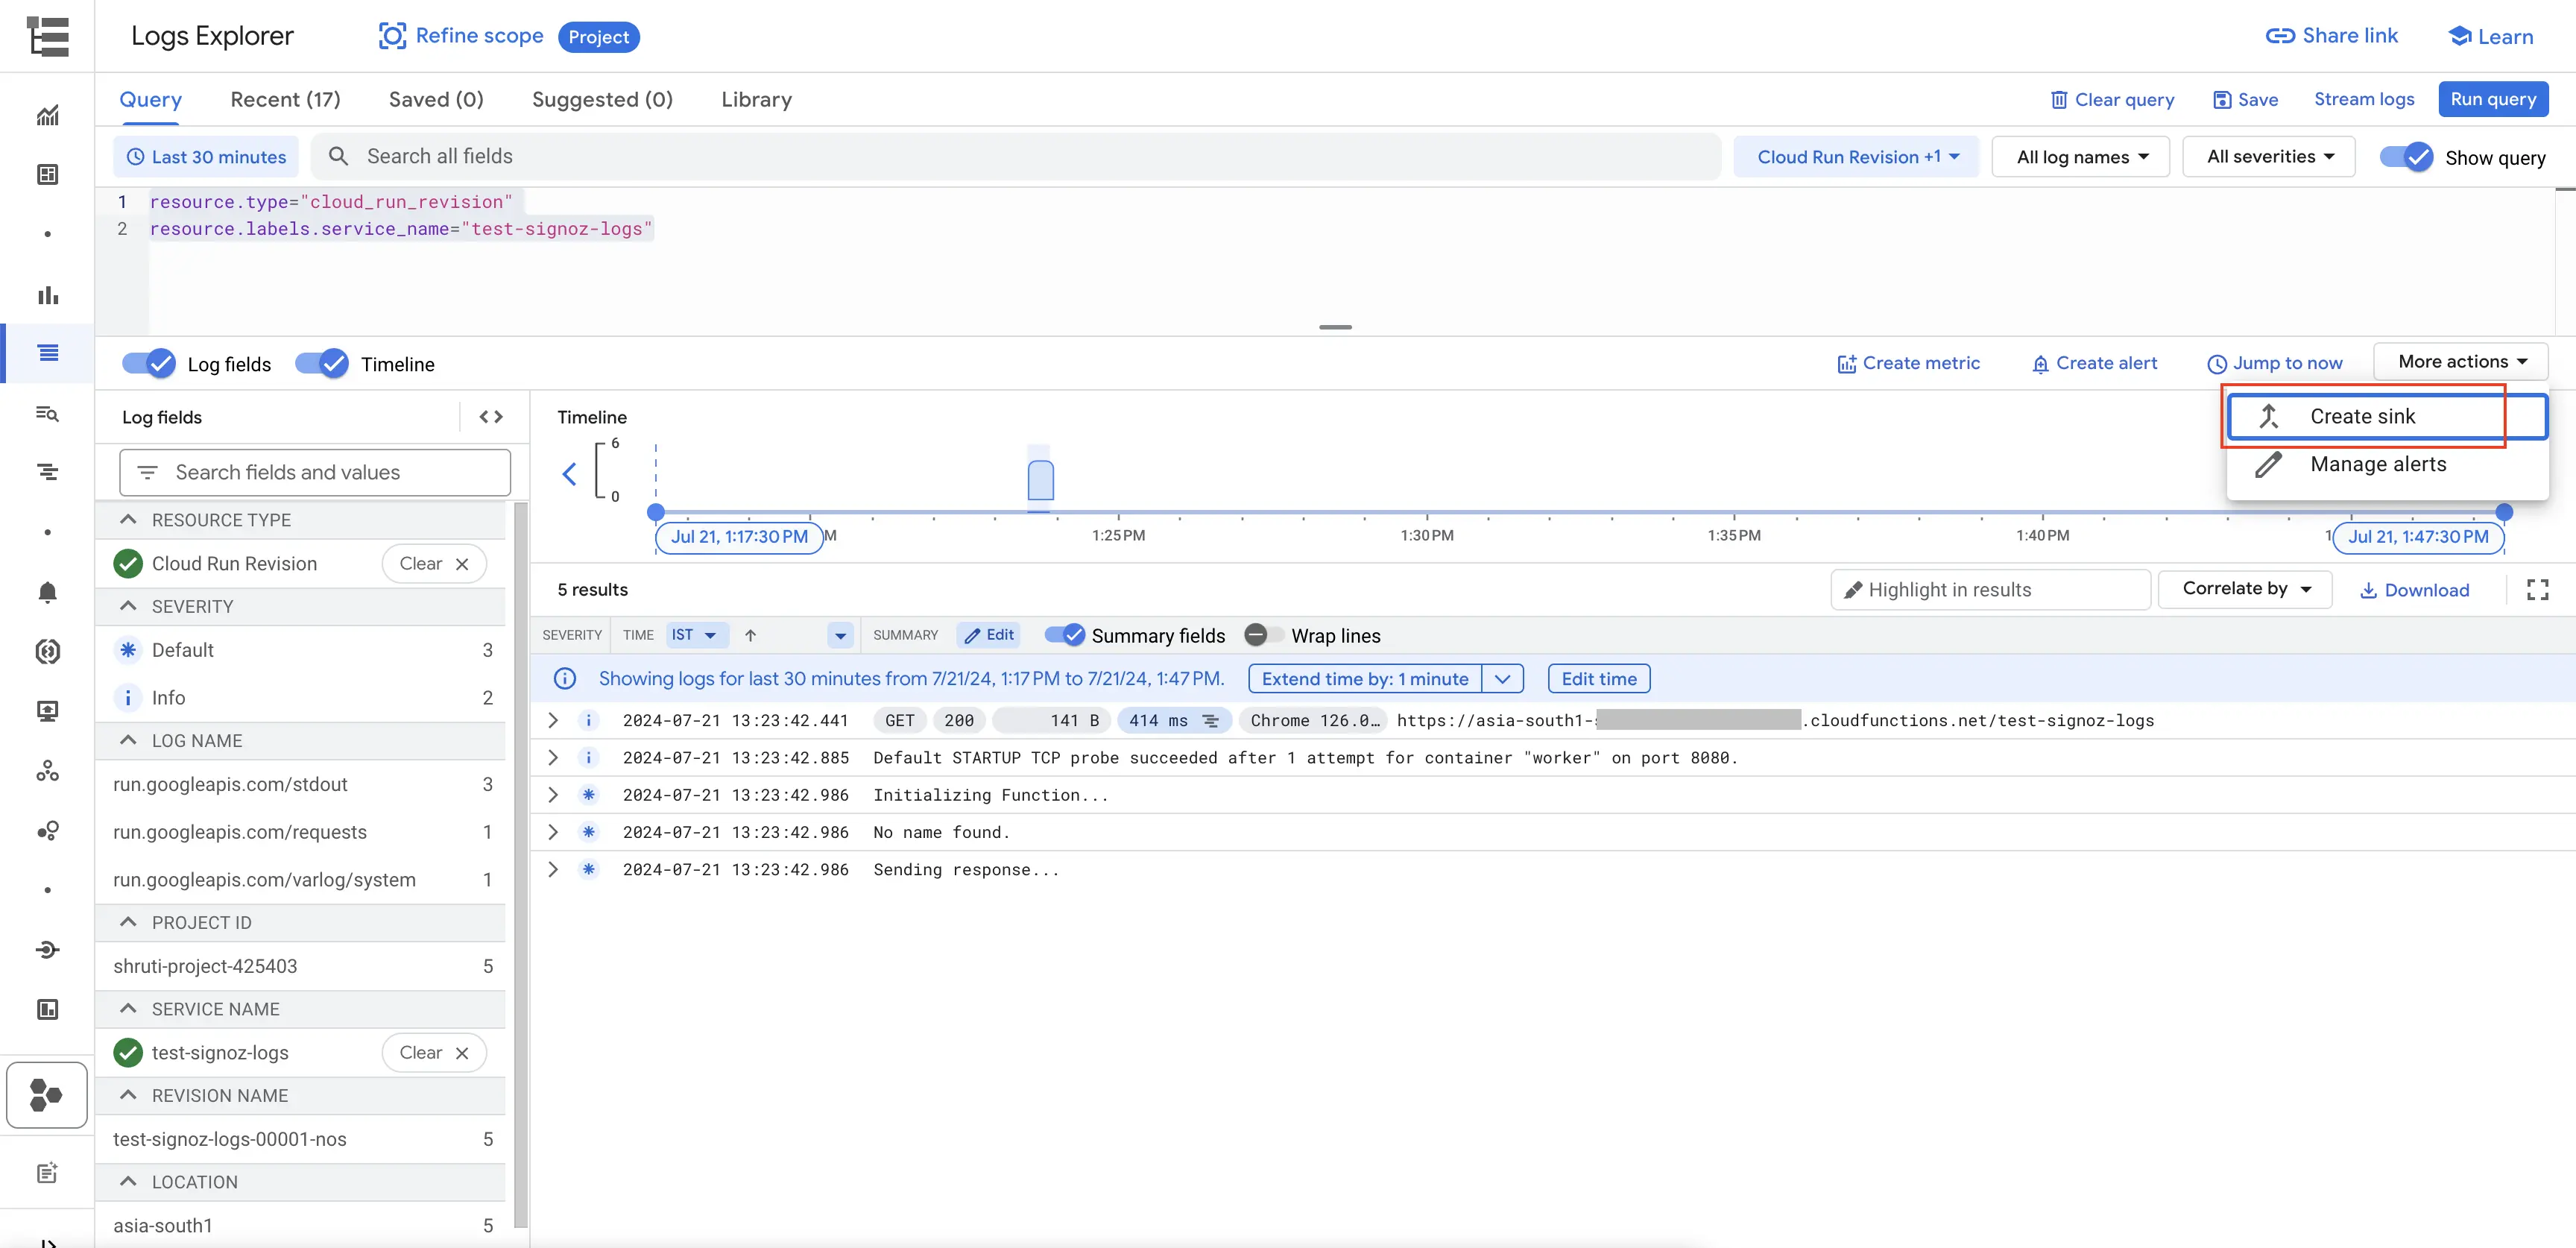 Logs Explorer Refine scope Project Share link Learn
Query Recent (17) Saved (0) Suggested (0) Library Clear query Save Stream logs Run query
Last 30 minutes Search all fields Cloud Run Revision +1 All log names All severities Show query
1 resource.type="cloud_run_revision"
2 resource.labels.service_name="test-signoz-logs"
Log fields Timeline Create metric Create alert Jump to now More actions
Create sink
Manage alerts
Log fields
Search fields and values
RESOURCE TYPE
Cloud Run Revision Clear
SEVERITY
Default 3
Info 2
LOG NAME
run.googleapis.com/stdout 3
run.googleapis.com/requests 1
run.googleapis.com/varlog/system 1
PROJECT ID
shruti-project-425403 5
SERVICE NAME
test-signoz-logs Clear
REVISION NAME
test-signoz-logs-00001-nos 5
LOCATION
asia-south1 5
Timeline
6
0
Jul 21, 1:17:30 PM M 1:25 PM 1:30 PM 1:35 PM 1:40 PM 1 Jul 21, 1:47:30 PM
5 results Highlight in results Correlate by Download
SEVERITY TIME IST SUMMARY Edit Summary fields Wrap lines
Showing logs for last 30 minutes from 7/21/24, 1:17 PM to 7/21/24, 1:47 PM. Extend time by: 1 minute Edit time
2024-07-21 13:23:42.441 GET 200 141 B 414 ms Chrome 126.0… https://asia-south1- .cloudfunctions.net/test-signoz-logs
2024-07-21 13:23:42.885 Default STARTUP TCP probe succeeded after 1 attempt for container "worker" on port 8080.
2024-07-21 13:23:42.986 Initializing Function...
2024-07-21 13:23:42.986 No name found.
2024-07-21 13:23:42.986 Sending response...